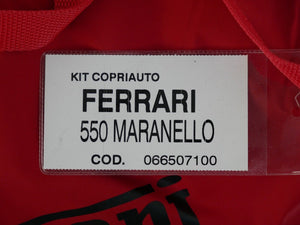 KIT COPRIAUTO
FERRARI
550 MARANELLO
COD. 066507100